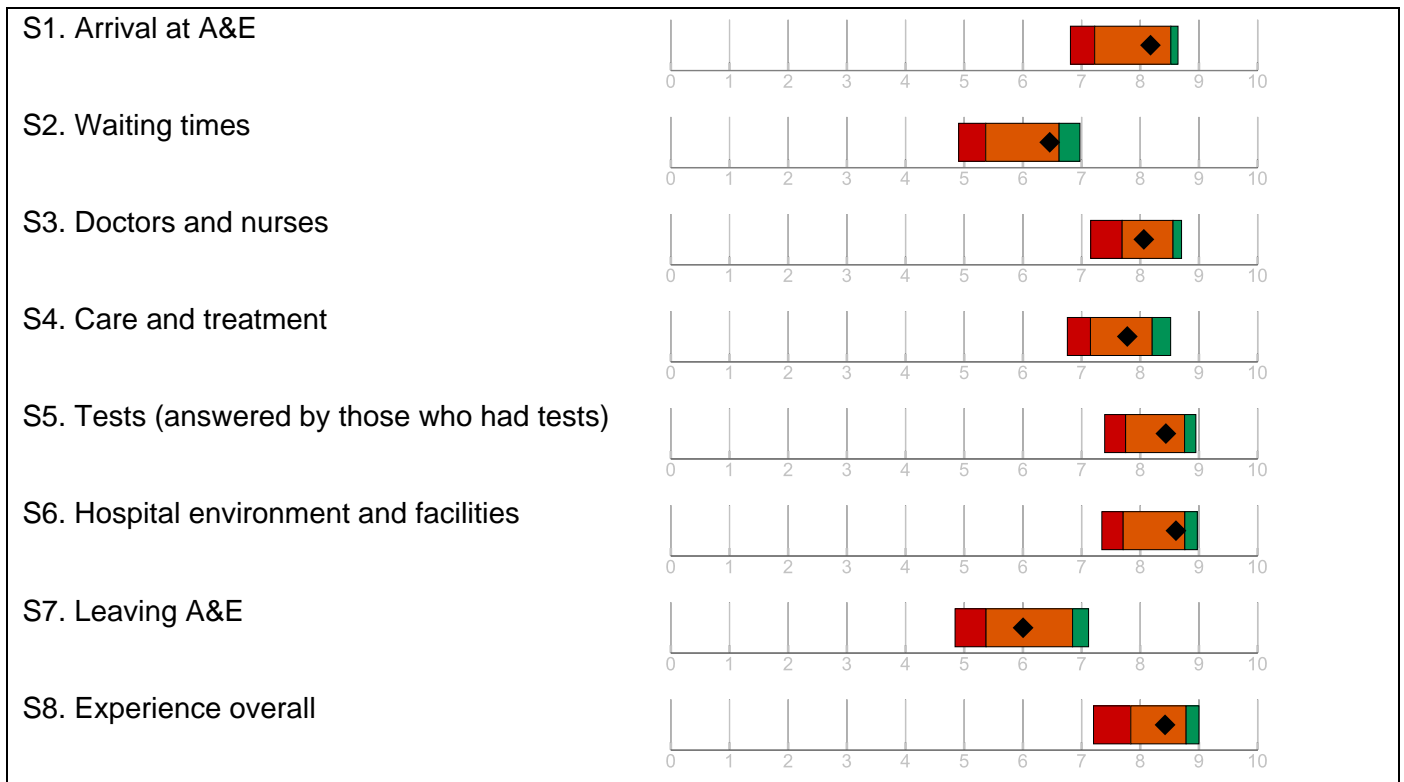 S1. Arrival at A&E
0 1 2 3 4 5 6 7 8 9 10
S2. Waiting times
0 1 2 3 4 5 6 7 8 9 10
S3. Doctors and nurses
0 1 2 3 4 5 6 7 8 9 10
S4. Care and treatment
0 1 2 3 4 5 6 7 8 9 10
S5. Tests (answered by those who had tests)
0 1 2 3 4 5 6 7 8 9 10
S6. Hospital environment and facilities
0 1 2 3 4 5 6 7 8 9 10
S7. Leaving A&E
0 1 2 3 4 5 6 7 8 9 10
S8. Experience overall
0 1 2 3 4 5 6 7 8 9 10